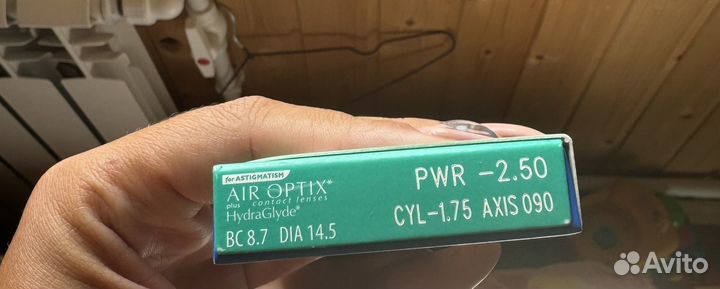 for ASTIGMATISM
AIR OPTIX*
plus contact lenses
HydraGlyde*
BC 8.7 DIA 14.5
PWR -2.50
CYL-1.75 AXIS 090
Avito